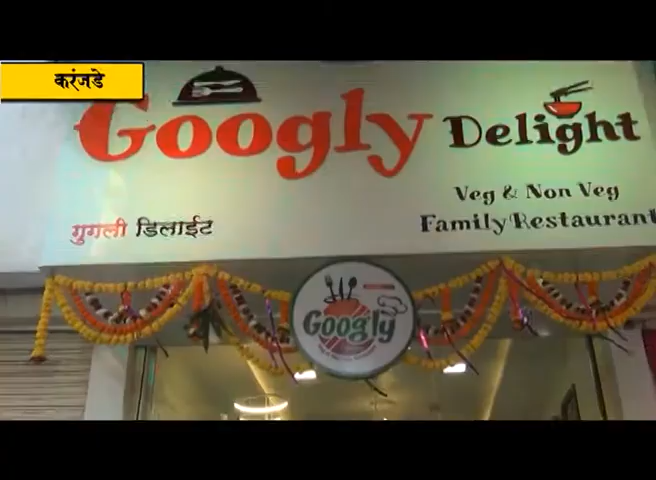 करंजडे
Googly Delight
Veg & Non Veg
Family Restaurant
गुगली डिलाईट
Googly